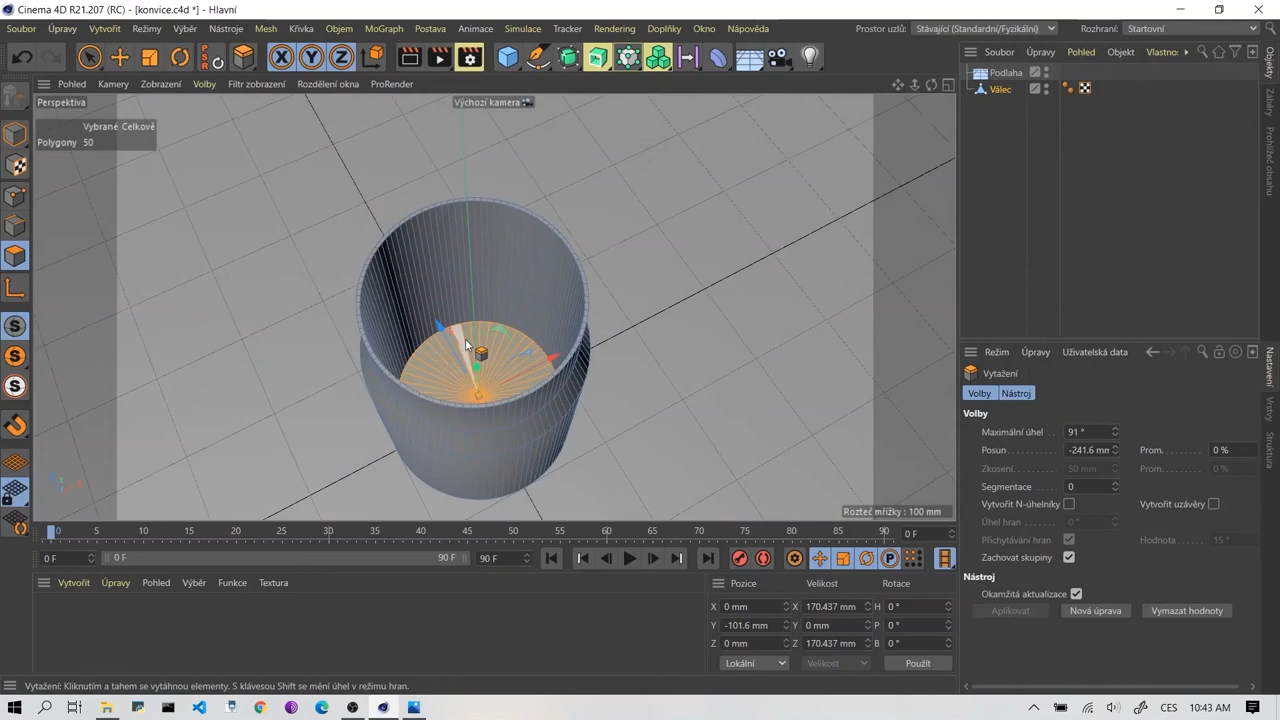 Cinema 4D R21.207 (RC) - [konvice.c4d *] - Hlavní
Soubor Úpravy Vytvořit Režimy Výběr Nástroje Mesh Křivka Objem MoGraph Postava Animace Simulace Tracker Rendering Doplňky Okno Nápověda
Prostor uzlů: Stávající (Standardní/Fyzikální) Rozhraní: Startovní
PSR X Y Z
Soubor Úpravy Pohled Objekt Vlastno
Pohled Kamery Zobrazení Volby Filtr zobrazení Rozdělení okna ProRender
Podlaha
Válec
Perspektiva
Výchozí kamera
Vybrané Celkové
Polygony 50
Objekty
Záběry
Prohlížeč obsahu
Režim Úpravy Uživatelská data
Vytažení
Volby Nástroj
Volby
Maximální úhel 91 °
Posun -241.6 mm Prom. 0 %
Zkosení 50 mm Prom. 0 %
Segmentace 0
Vytvořit N-úhelníky Vytvořit uzávěry
Úhel hran 0 °
Přichytávání hran Hodnota 15 °
Zachovat skupiny
Nástroj
Okamžitá aktualizace
Aplikovat Nová úprava Vymazat hodnoty
Nastavení
Vrstvy
Struktura
Rozteč mřížky : 100 mm
0 5 10 15 20 25 30 35 40 45 50 55 60 65 70 75 80 85 90 0 F
0 F 0 F 90 F 90 F
Vytvořit Úpravy Pohled Výběr Funkce Textura
Pozice Velikost Rotace
X 0 mm X 170.437 mm H 0 °
Y -101.6 mm Y 0 mm P 0 °
Z 0 mm Z 170.437 mm B 0 °
Lokální Velikost Použít
Vytažení: Kliknutím a tahem se vytáhnou elementy. S klávesou Shift se mění úhel v režimu hran.
CES 10:43 AM